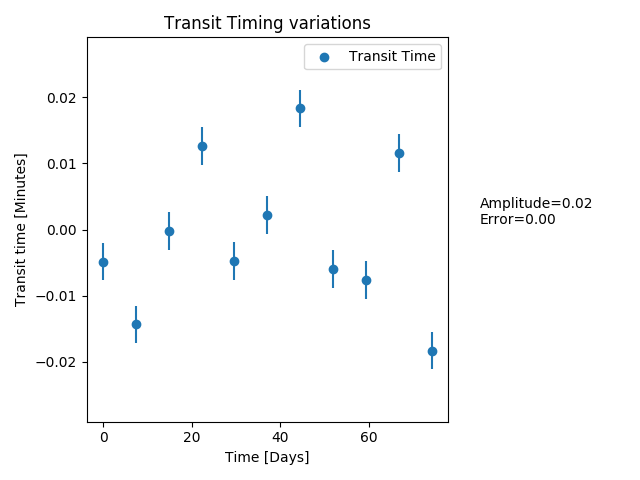 Transit Timing variations
Transit Time
0.02
0.01
0.00
−0.01
−0.02
Transit time [Minutes]
Amplitude=0.02
Error=0.00
0 20 40 60
Time [Days]